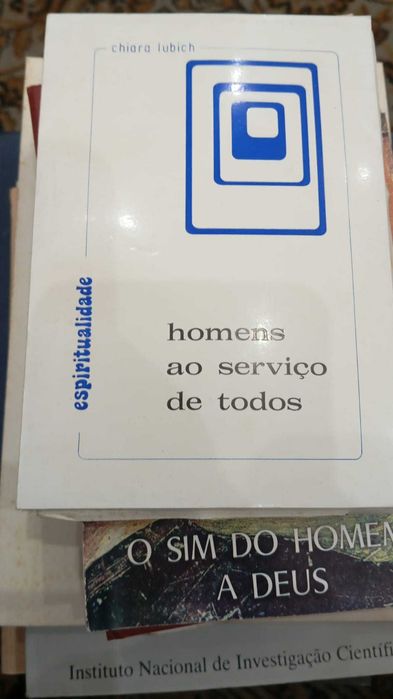 chiara lubich
espiritualidade
homens
ao serviço
de todos
O SIM DO HOMEM
A DEUS
Instituto Nacional de Investigação Científi